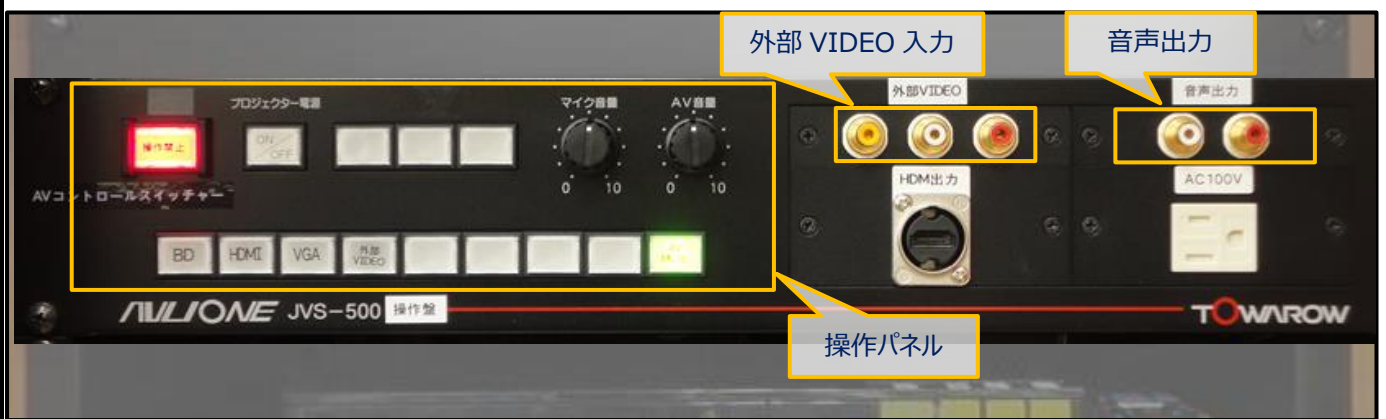 外部 VIDEO 入力
音声出力
プロジェクター電源
マイク音量
AV音量
外部VIDEO
音声出力
操作禁止
ON/OFF
0 10
0 10
HDMI出力
AC100V
AVコントロールスイッチャー
BD
HDMI
VGA
外部
VIDEO
AVLIONE JVS-500 操作盤
TOWAROW
操作パネル